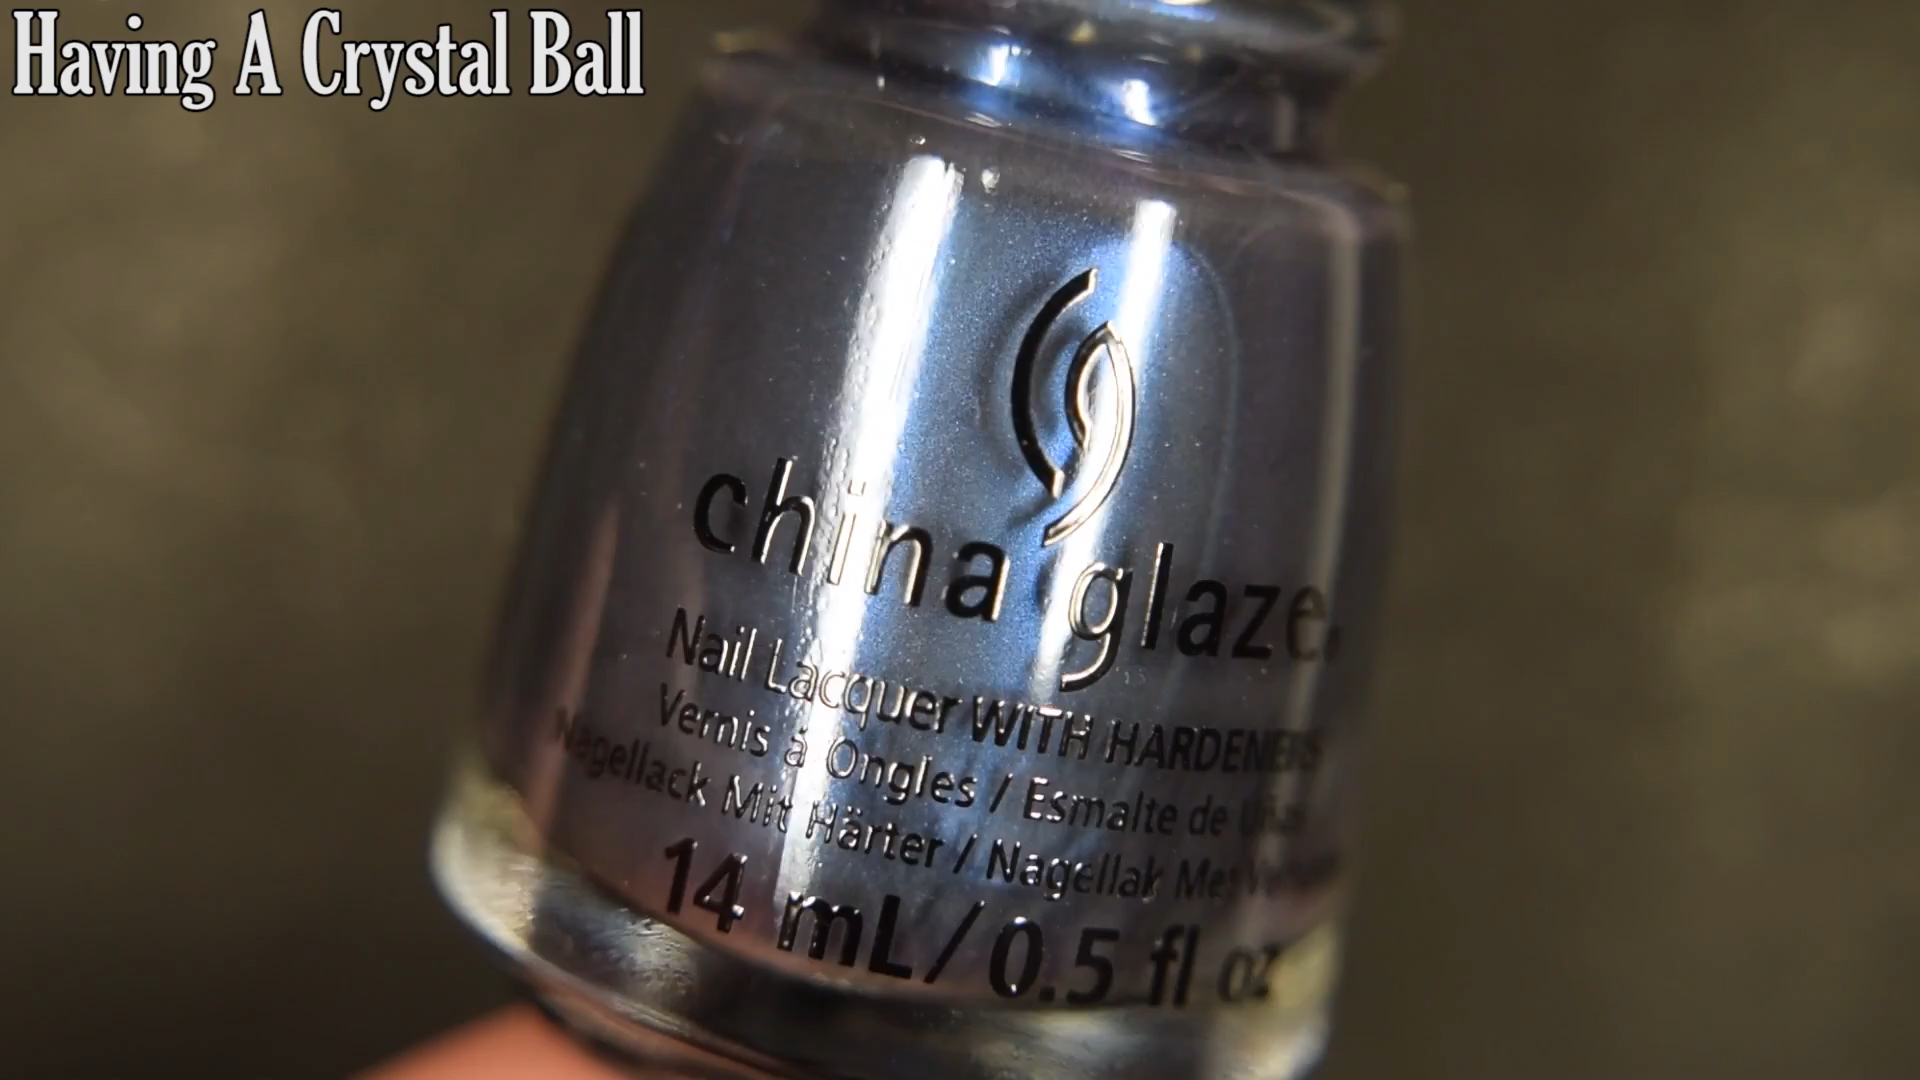 Having A Crystal Ball
china glaze.
Nail Lacquer WITH HARDENERS
Vernis à Ongles / Esmalte de Uñas
Nagellack Mit Härter / Nagellak Met
14 mL/0.5 fl oz